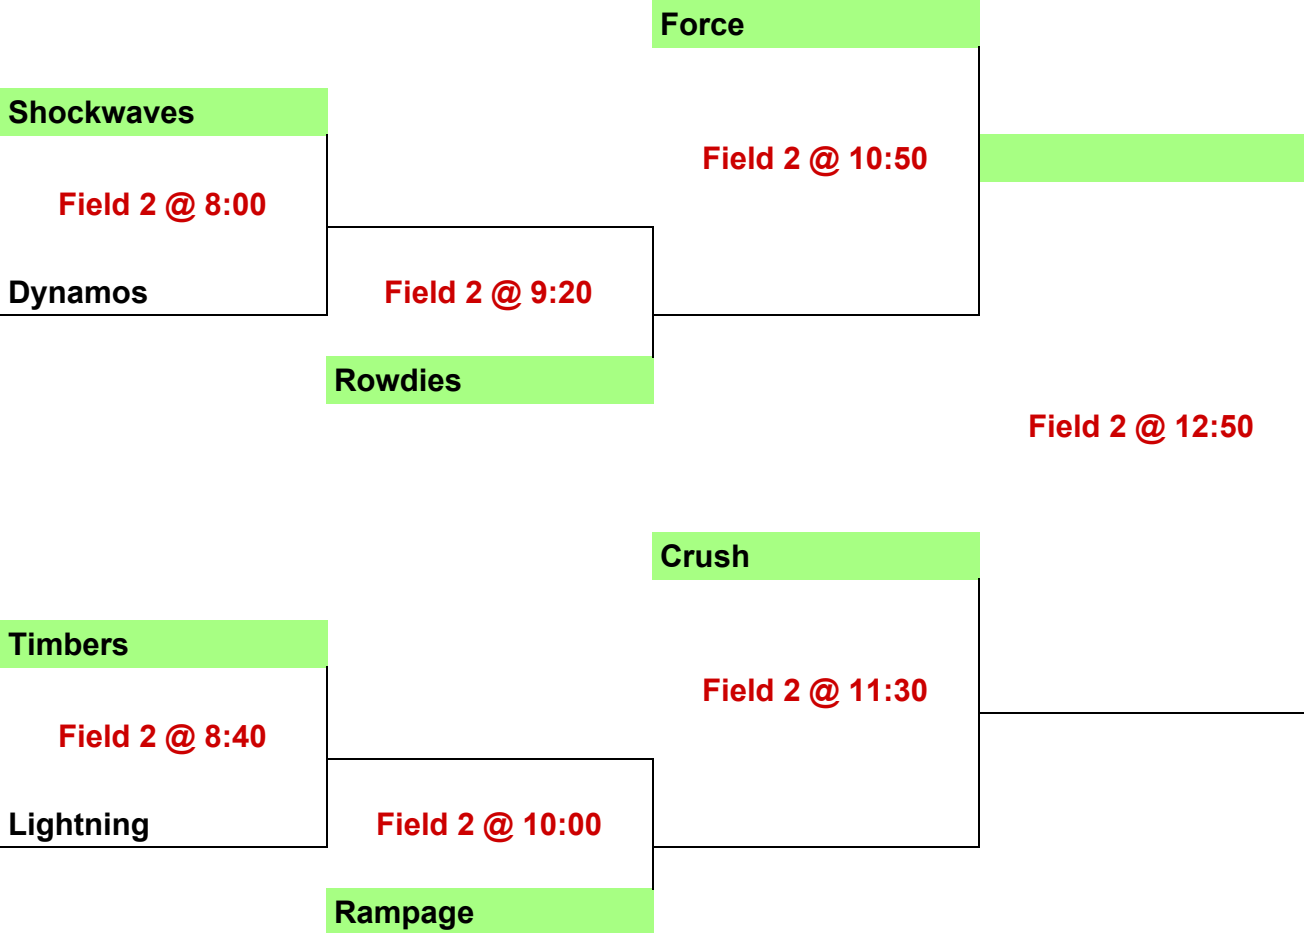 Force
Shockwaves
Field 2 @ 10:50
Field 2 @ 8:00
Dynamos
Field 2 @ 9:20
Rowdies
Field 2 @ 12:50
Crush
Timbers
Field 2 @ 11:30
Field 2 @ 8:40
Lightning
Field 2 @ 10:00
Rampage